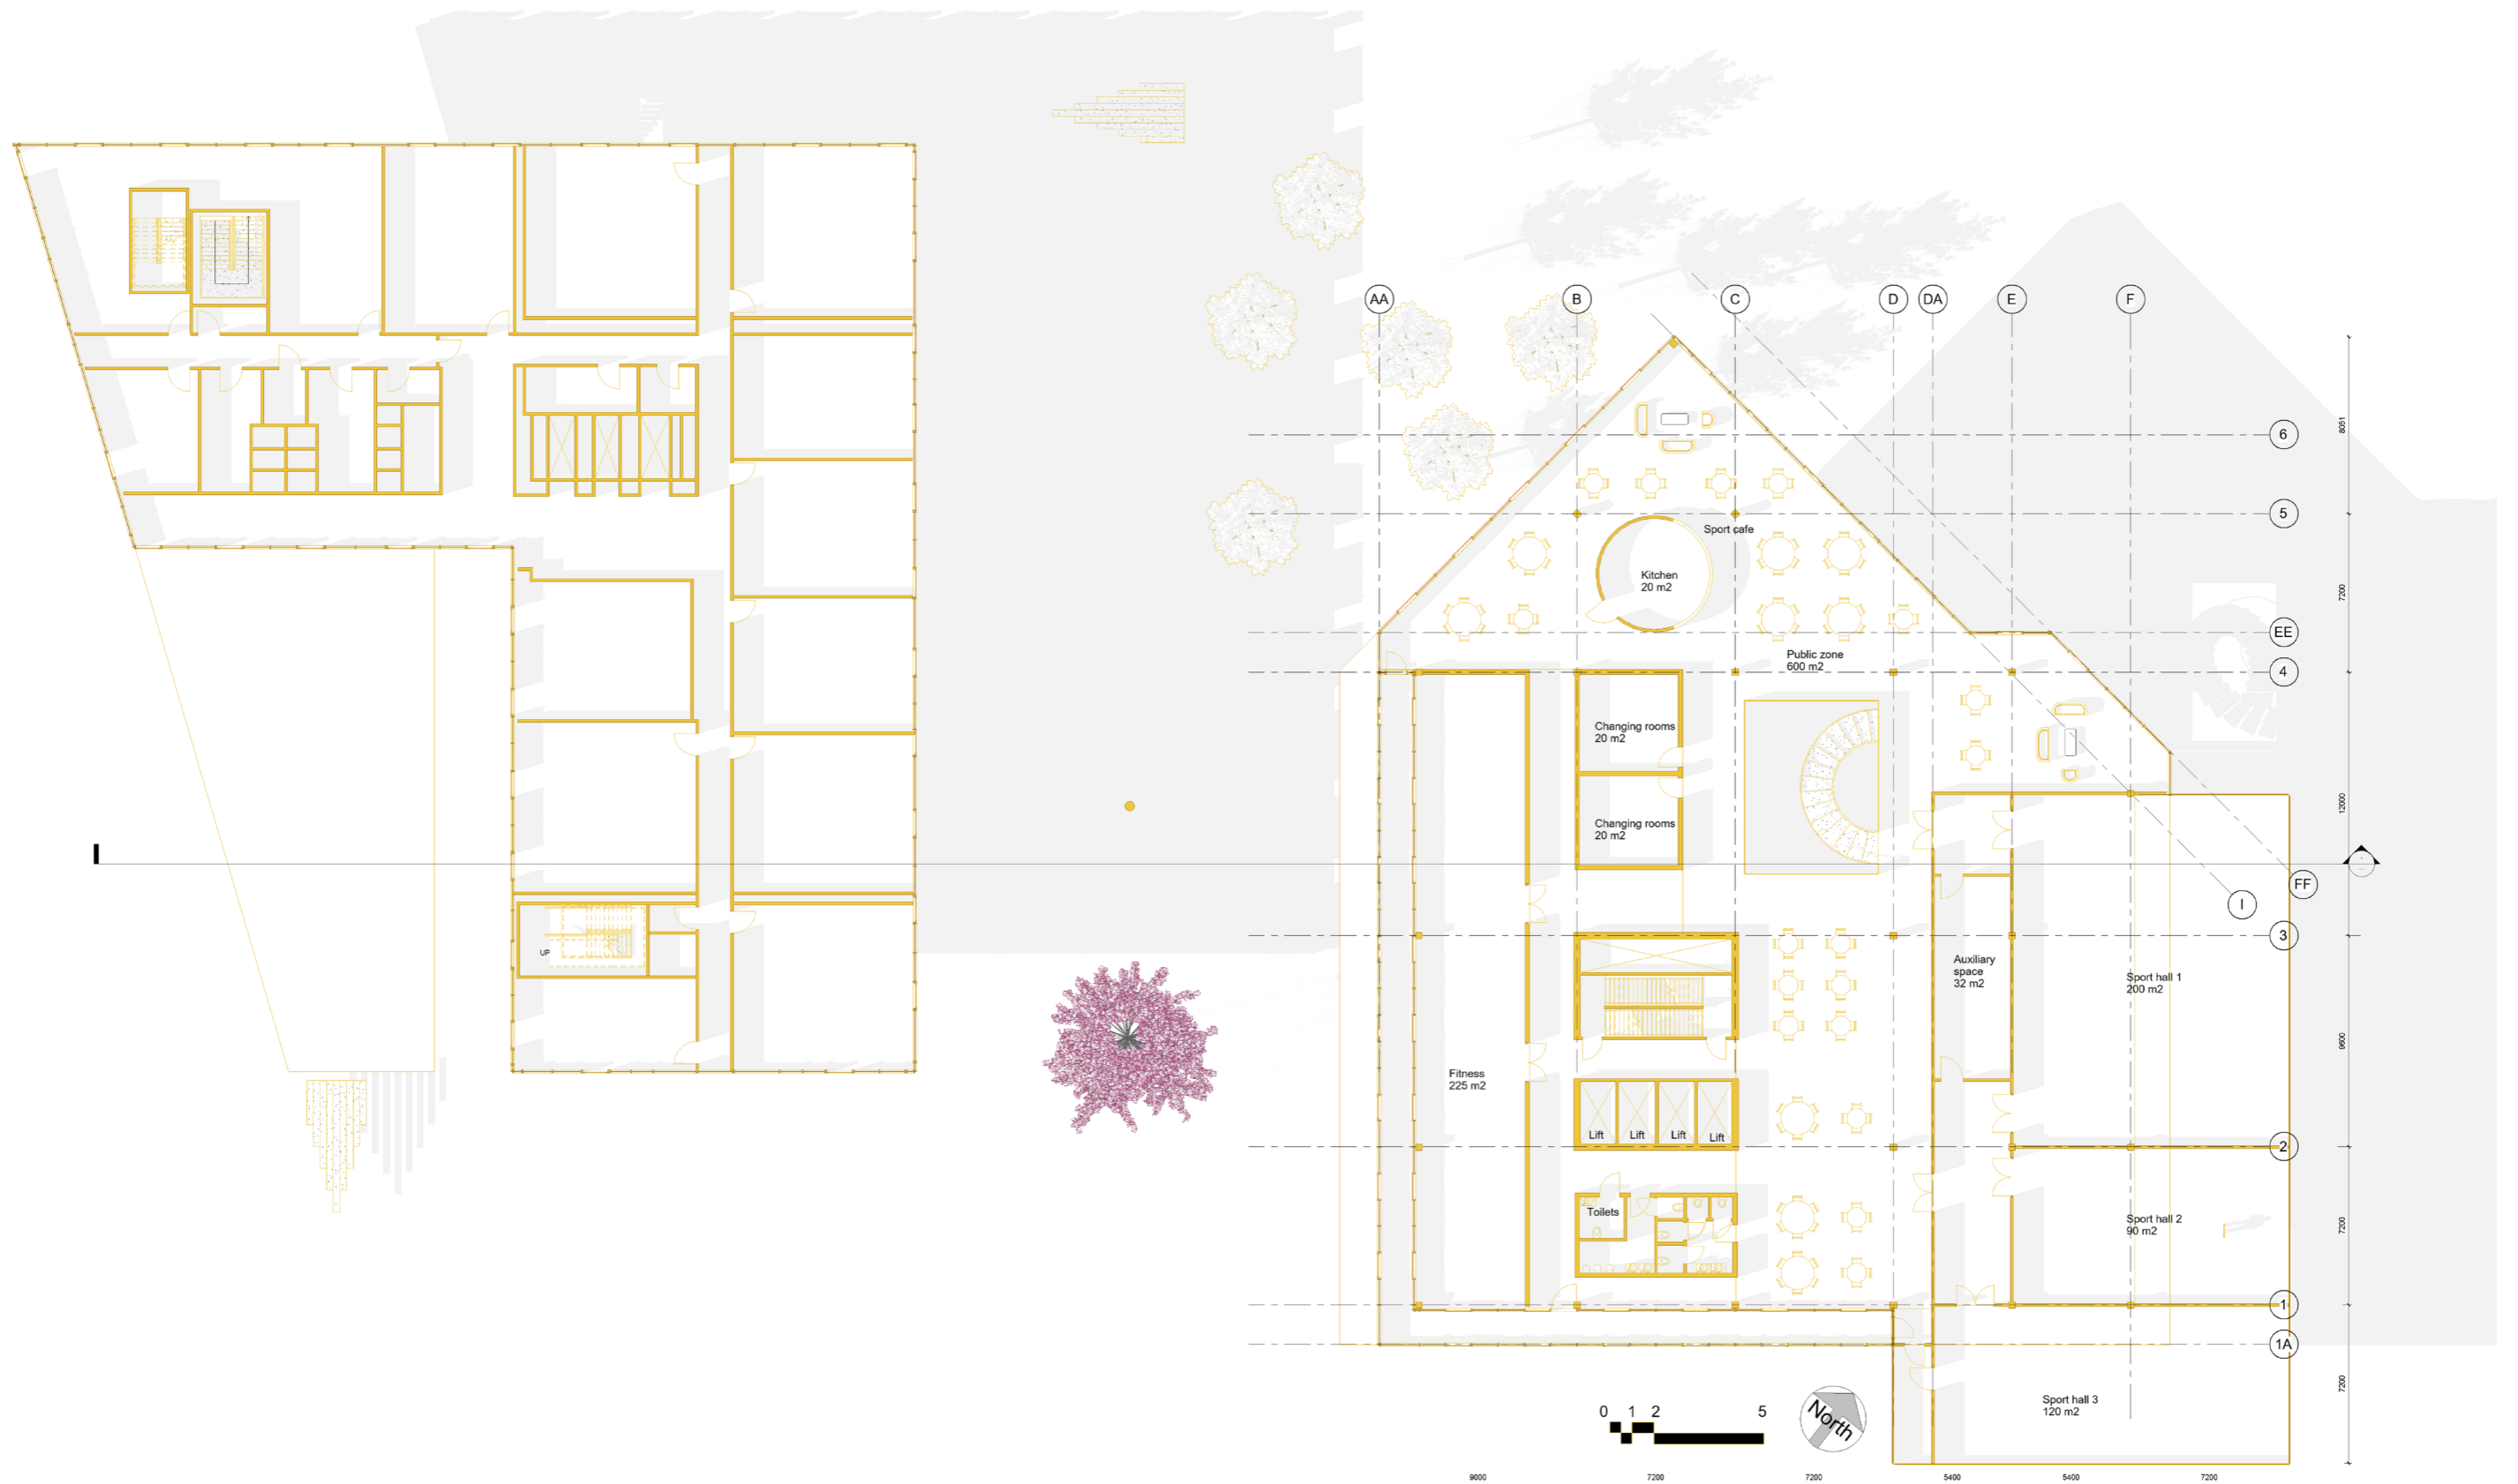 AA B C D DA E F
6
8051
5
Sport cafe
Kitchen
20 m2
7200
EE
Public zone
600 m2
4
Changing rooms
20 m2
12000
Changing rooms
20 m2
FF
I
3
UP
Auxiliary
space
32 m2
Sport hall 1
200 m2
9600
Fitness
225 m2
Lift Lift Lift Lift
2
Toilets
Sport hall 2
90 m2
7200
1
1A
7200
Sport hall 3
120 m2
0 1 2 5
North
9000 7200 7200 5400 5400 7200